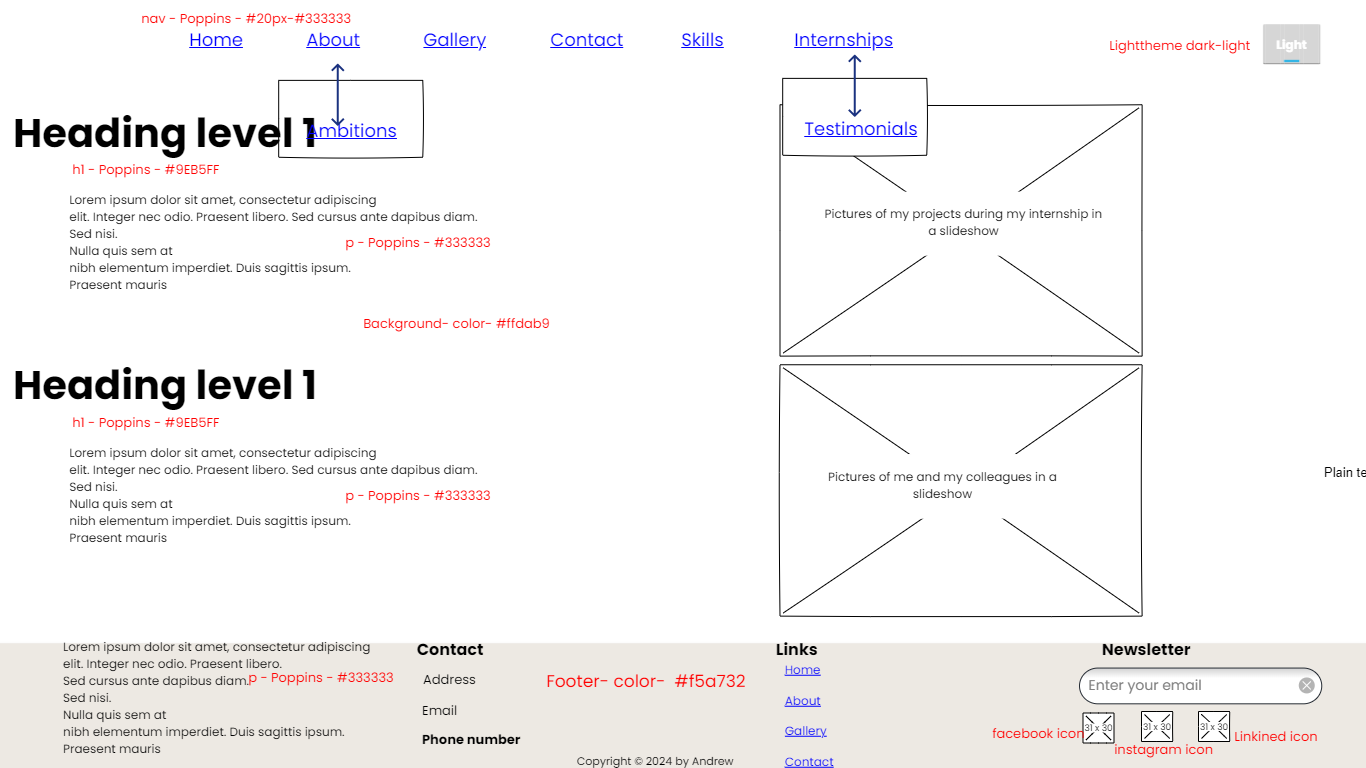 nav - Poppins - #20px-#333333
Home About Gallery Contact Skills Internships
Lighttheme dark-light
Light
Ambitions
Testimonials
Heading level 1
h1 - Poppins - #9EB5FF
Lorem ipsum dolor sit amet, consectetur adipiscing
elit. Integer nec odio. Praesent libero. Sed cursus ante dapibus diam.
Sed nisi.
Nulla quis sem at
nibh elementum imperdiet. Duis sagittis ipsum.
Praesent mauris
p - Poppins - #333333
Pictures of my projects during my internship in
a slideshow
Background- color- #ffdab9
Heading level 1
h1 - Poppins - #9EB5FF
Lorem ipsum dolor sit amet, consectetur adipiscing
elit. Integer nec odio. Praesent libero. Sed cursus ante dapibus diam.
Sed nisi.
Nulla quis sem at
nibh elementum imperdiet. Duis sagittis ipsum.
Praesent mauris
p - Poppins - #333333
Pictures of me and my colleagues in a
slideshow
Plain te
Lorem ipsum dolor sit amet, consectetur adipiscing
elit. Integer nec odio. Praesent libero.
Sed cursus ante dapibus diam.
Sed nisi.
Nulla quis sem at
nibh elementum imperdiet. Duis sagittis ipsum.
Praesent mauris
p - Poppins - #333333
Contact
Address
Email
Phone number
Footer- color- #f5a732
Copyright © 2024 by Andrew
Links
Home
About
Gallery
Contact
Newsletter
Enter your email
31 x 30
31 x 30
31 x 30
facebook icon
instagram icon
Linkined icon